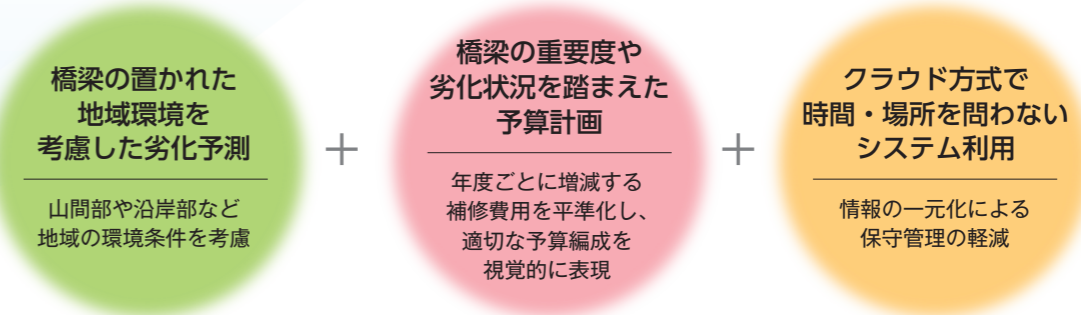 橋梁の置かれた
地域環境を
考慮した劣化予測
山間部や沿岸部など
地域の環境条件を考慮
＋
橋梁の重要度や
劣化状況を踏まえた
予算計画
年度ごとに増減する
補修費用を平準化し、
適切な予算編成を
視覚的に表現
＋
クラウド方式で
時間・場所を問わない
システム利用
情報の一元化による
保守管理の軽減